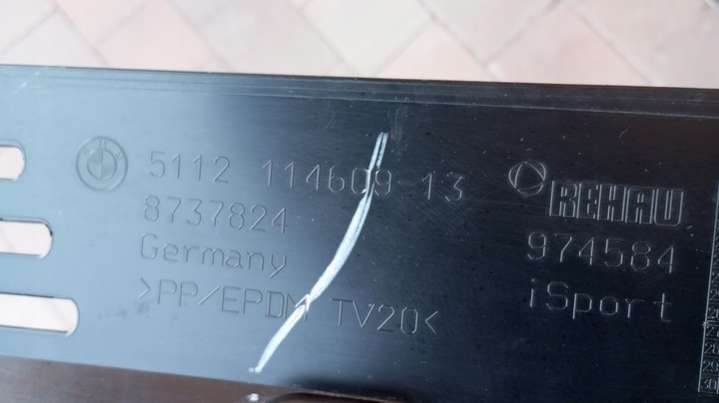 5112 114609-13
8737824
Germany
>PP/EPDM TV20<
REHAU
974584
iSport